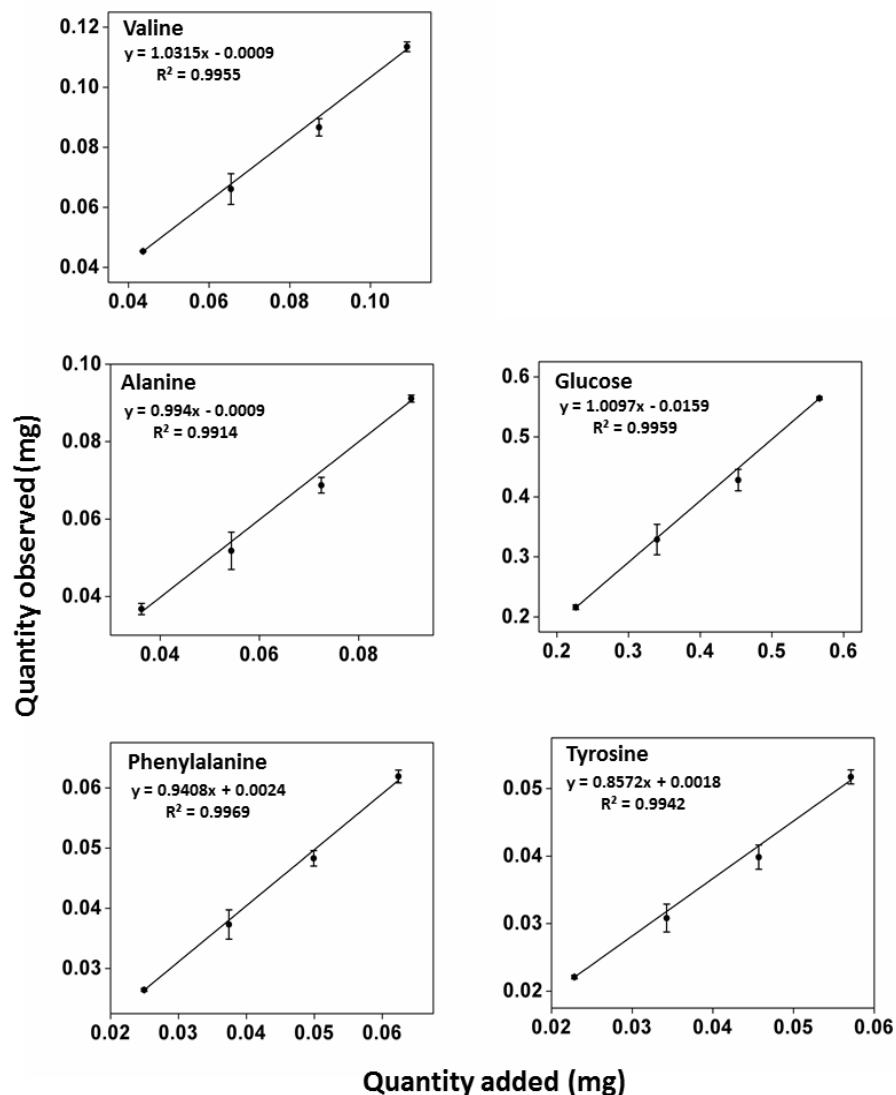 Valine
y = 1.0315x - 0.0009
R² = 0.9955
0.12
0.10
0.08
0.06
0.04
0.04 0.06 0.08 0.10
Alanine
y = 0.994x - 0.0009
R² = 0.9914
0.10
0.08
0.06
0.04
0.04 0.06 0.08
Glucose
y = 1.0097x - 0.0159
R² = 0.9959
0.6
0.5
0.4
0.3
0.2
0.2 0.3 0.4 0.5 0.6
Quantity observed (mg)
Phenylalanine
y = 0.9408x + 0.0024
R² = 0.9969
0.06
0.05
0.04
0.03
0.02 0.03 0.04 0.05 0.06
Tyrosine
y = 0.8572x + 0.0018
R² = 0.9942
0.05
0.04
0.03
0.02
0.02 0.03 0.04 0.05 0.06
Quantity added (mg)